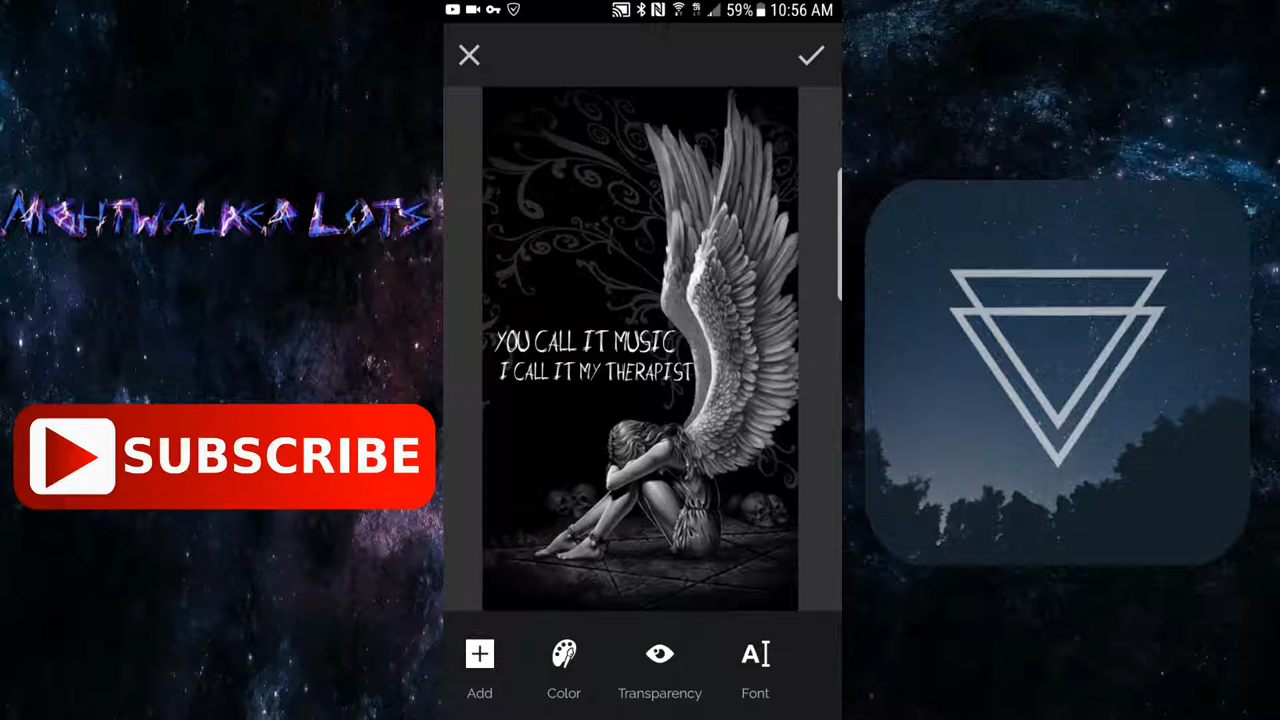 59% 10:56 AM
NIGHTWALKER LOTS
YOU CALL IT MUSIC
I CALL IT MY THERAPIST
SUBSCRIBE
Add
Color
Transparency
Font